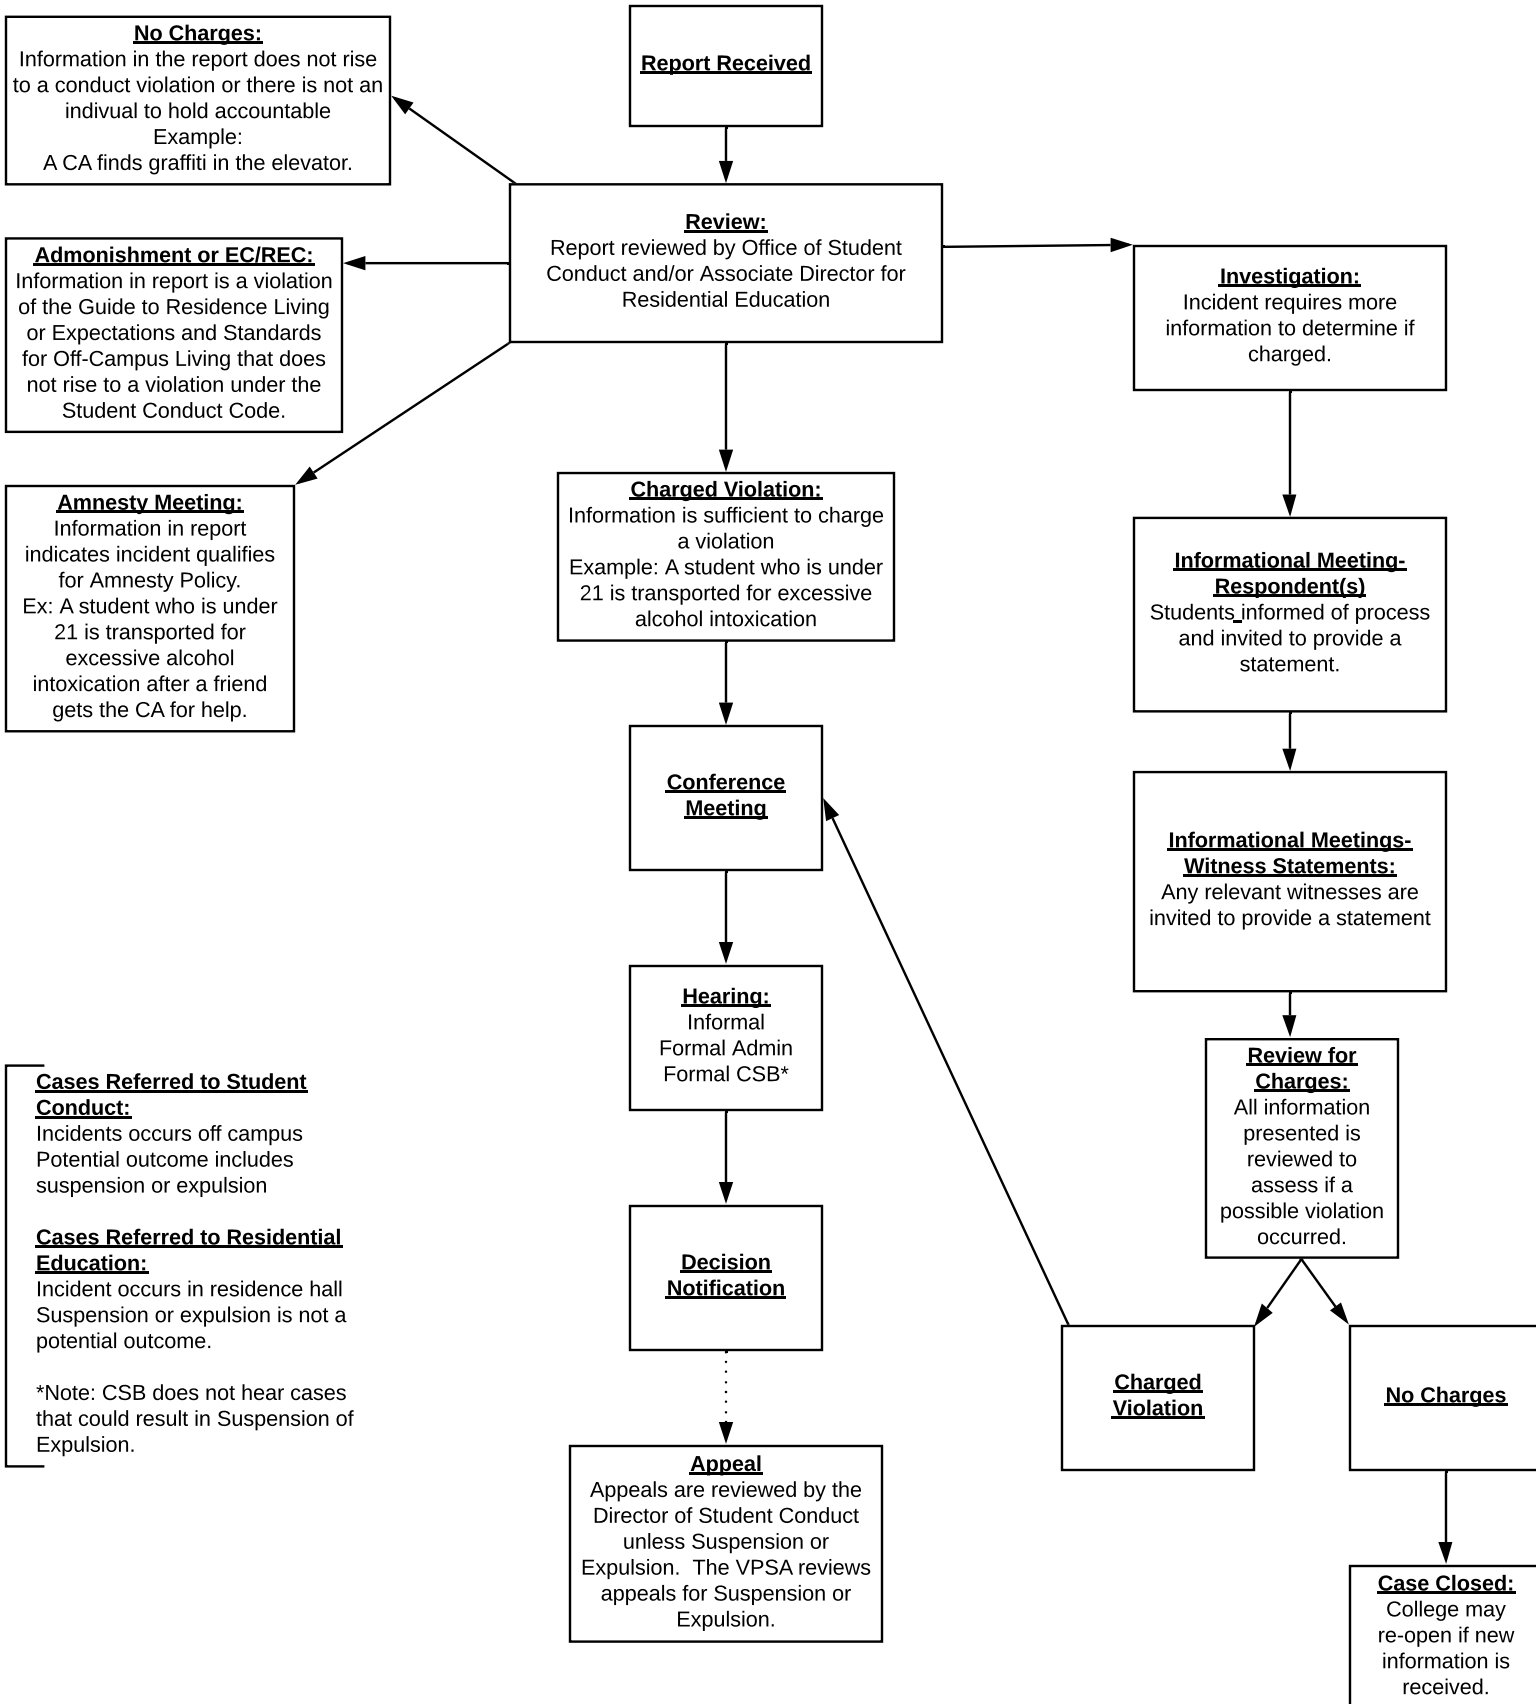 No Charges:
Information in the report does not rise
to a conduct violation or there is not an
indivual to hold accountable
Example:
A CA finds graffiti in the elevator.
Report Received
Review:
Report reviewed by Office of Student
Conduct and/or Associate Director for
Residential Education
Admonishment or EC/REC:
Information in report is a violation
of the Guide to Residence Living
or Expectations and Standards
for Off-Campus Living that does
not rise to a violation under the
Student Conduct Code.
Investigation:
Incident requires more
information to determine if
charged.
Amnesty Meeting:
Information in report
indicates incident qualifies
for Amnesty Policy.
Ex: A student who is under
21 is transported for
excessive alcohol
intoxication after a friend
gets the CA for help.
Charged Violation:
Information is sufficient to charge
a violation
Example: A student who is under
21 is transported for excessive
alcohol intoxication
Informational Meeting-
Respondent(s)
Students informed of process
and invited to provide a
statement.
Conference
Meeting
Informational Meetings-
Witness Statements:
Any relevant witnesses are
invited to provide a statement
Hearing:
Informal
Formal Admin
Formal CSB*
Review for
Charges:
All information
presented is
reviewed to
assess if a
possible violation
occurred.
Cases Referred to Student
Conduct:
Incidents occurs off campus
Potential outcome includes
suspension or expulsion
Cases Referred to Residential
Education:
Incident occurs in residence hall
Suspension or expulsion is not a
potential outcome.
*Note: CSB does not hear cases
that could result in Suspension of
Expulsion.
Decision
Notification
Charged
Violation
No Charges
Appeal
Appeals are reviewed by the
Director of Student Conduct
unless Suspension or
Expulsion.  The VPSA reviews
appeals for Suspension or
Expulsion.
Case Closed:
College may
re-open if new
information is
received.